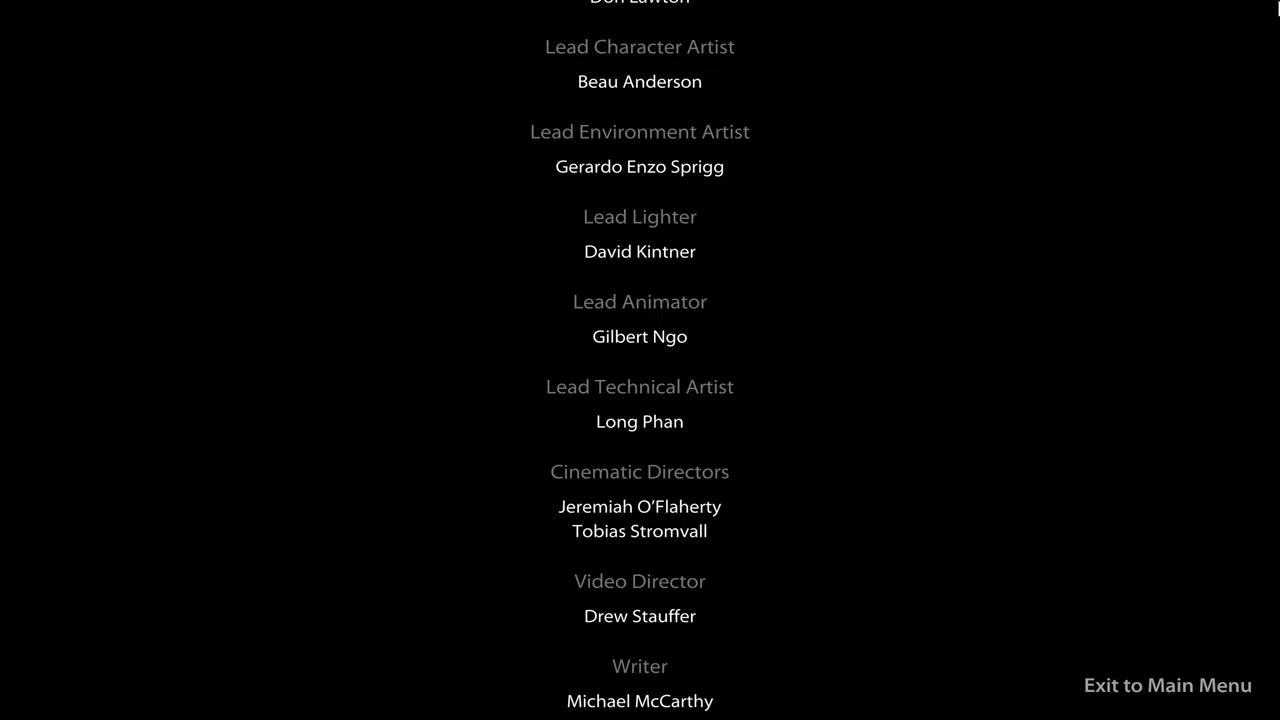 Don Lawton
Lead Character Artist
Beau Anderson
Lead Environment Artist
Gerardo Enzo Sprigg
Lead Lighter
David Kintner
Lead Animator
Gilbert Ngo
Lead Technical Artist
Long Phan
Cinematic Directors
Jeremiah O’Flaherty
Tobias Stromvall
Video Director
Drew Stauffer
Writer
Michael McCarthy
Exit to Main Menu